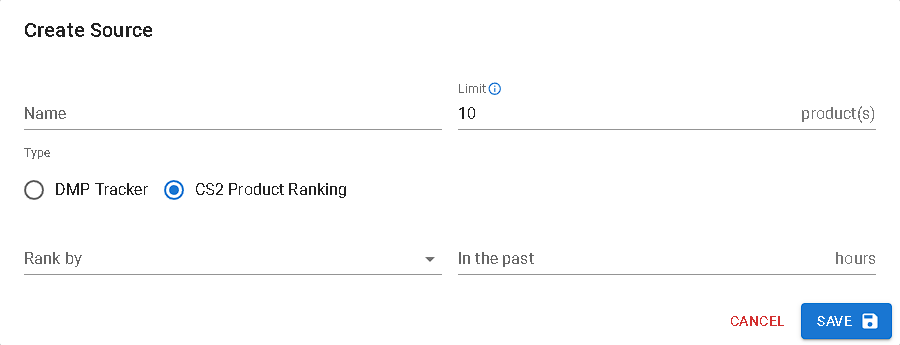 Create Source
Name
Limit
10 product(s)
Type
DMP Tracker CS2 Product Ranking
Rank by
In the past hours
CANCEL SAVE